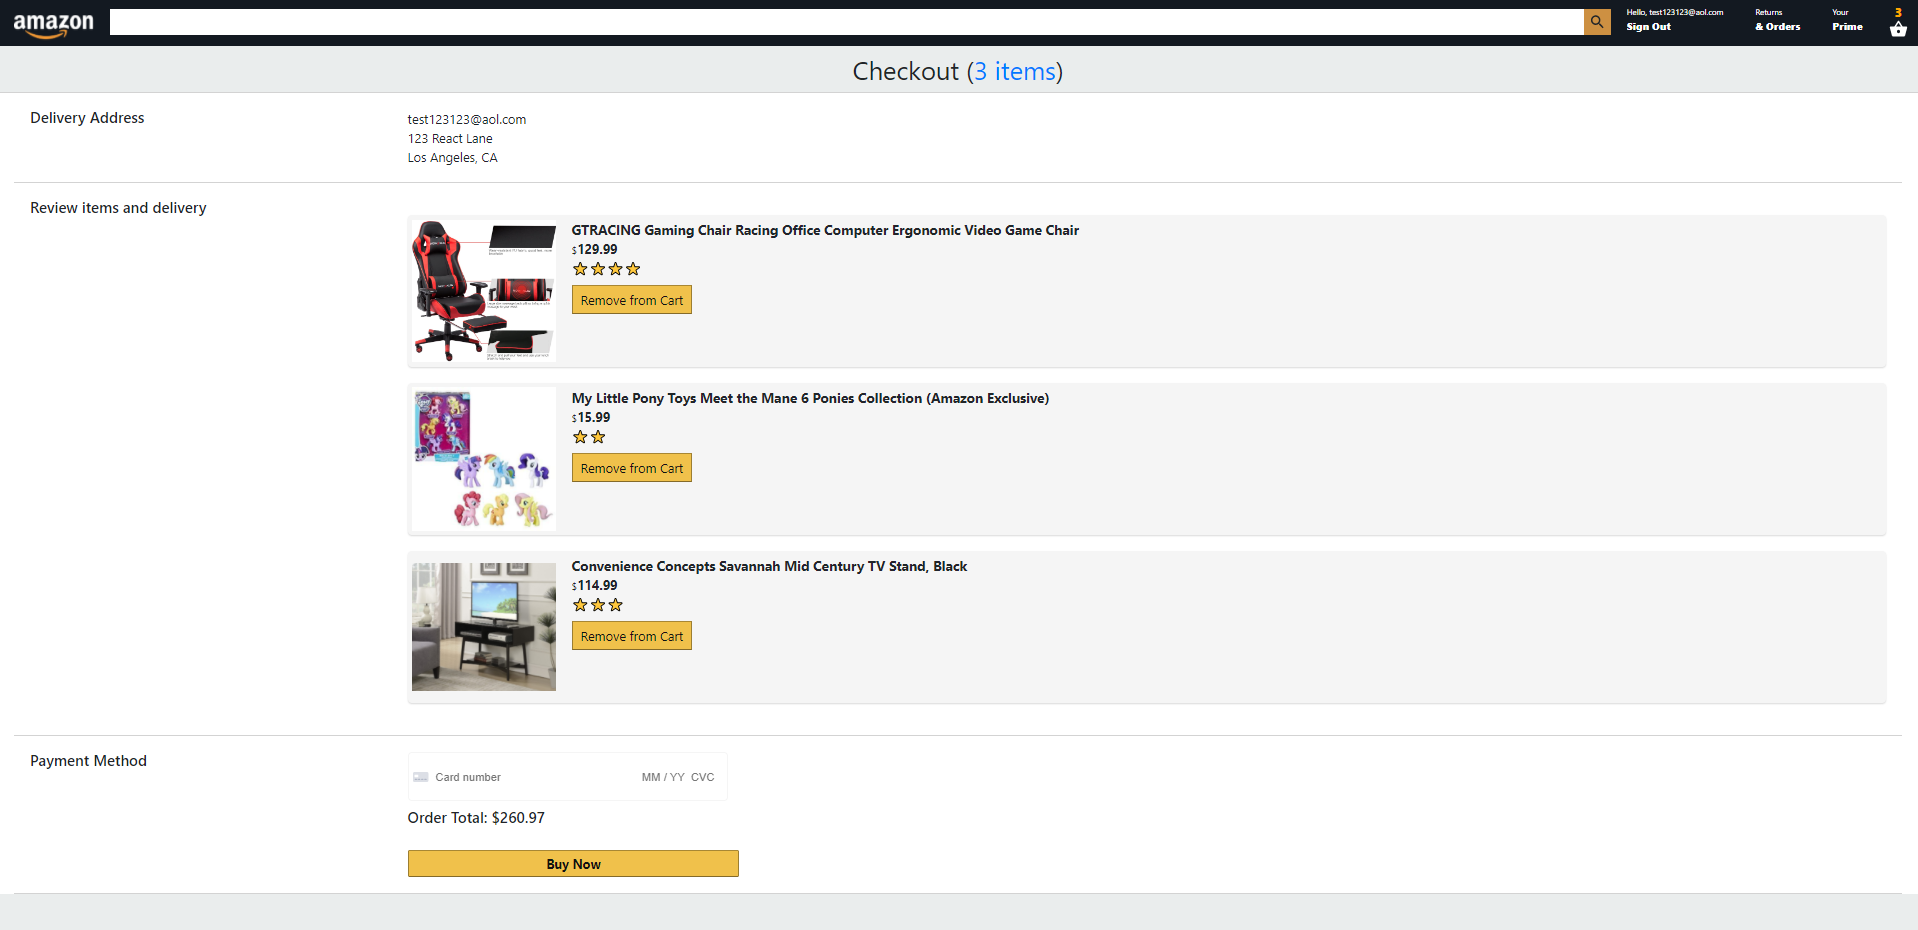 amazon
Hello, test123123@aol.com
Sign Out
Returns
& Orders
Your
Prime
3
Checkout (3 items)
Delivery Address
test123123@aol.com
123 React Lane
Los Angeles, CA
Review items and delivery
GTRACING Gaming Chair Racing Office Computer Ergonomic Video Game Chair
$129.99
Remove from Cart
My Little Pony Toys Meet the Mane 6 Ponies Collection (Amazon Exclusive)
$15.99
Remove from Cart
Convenience Concepts Savannah Mid Century TV Stand, Black
$114.99
Remove from Cart
Payment Method
Card number
MM / YY CVC
Order Total: $260.97
Buy Now